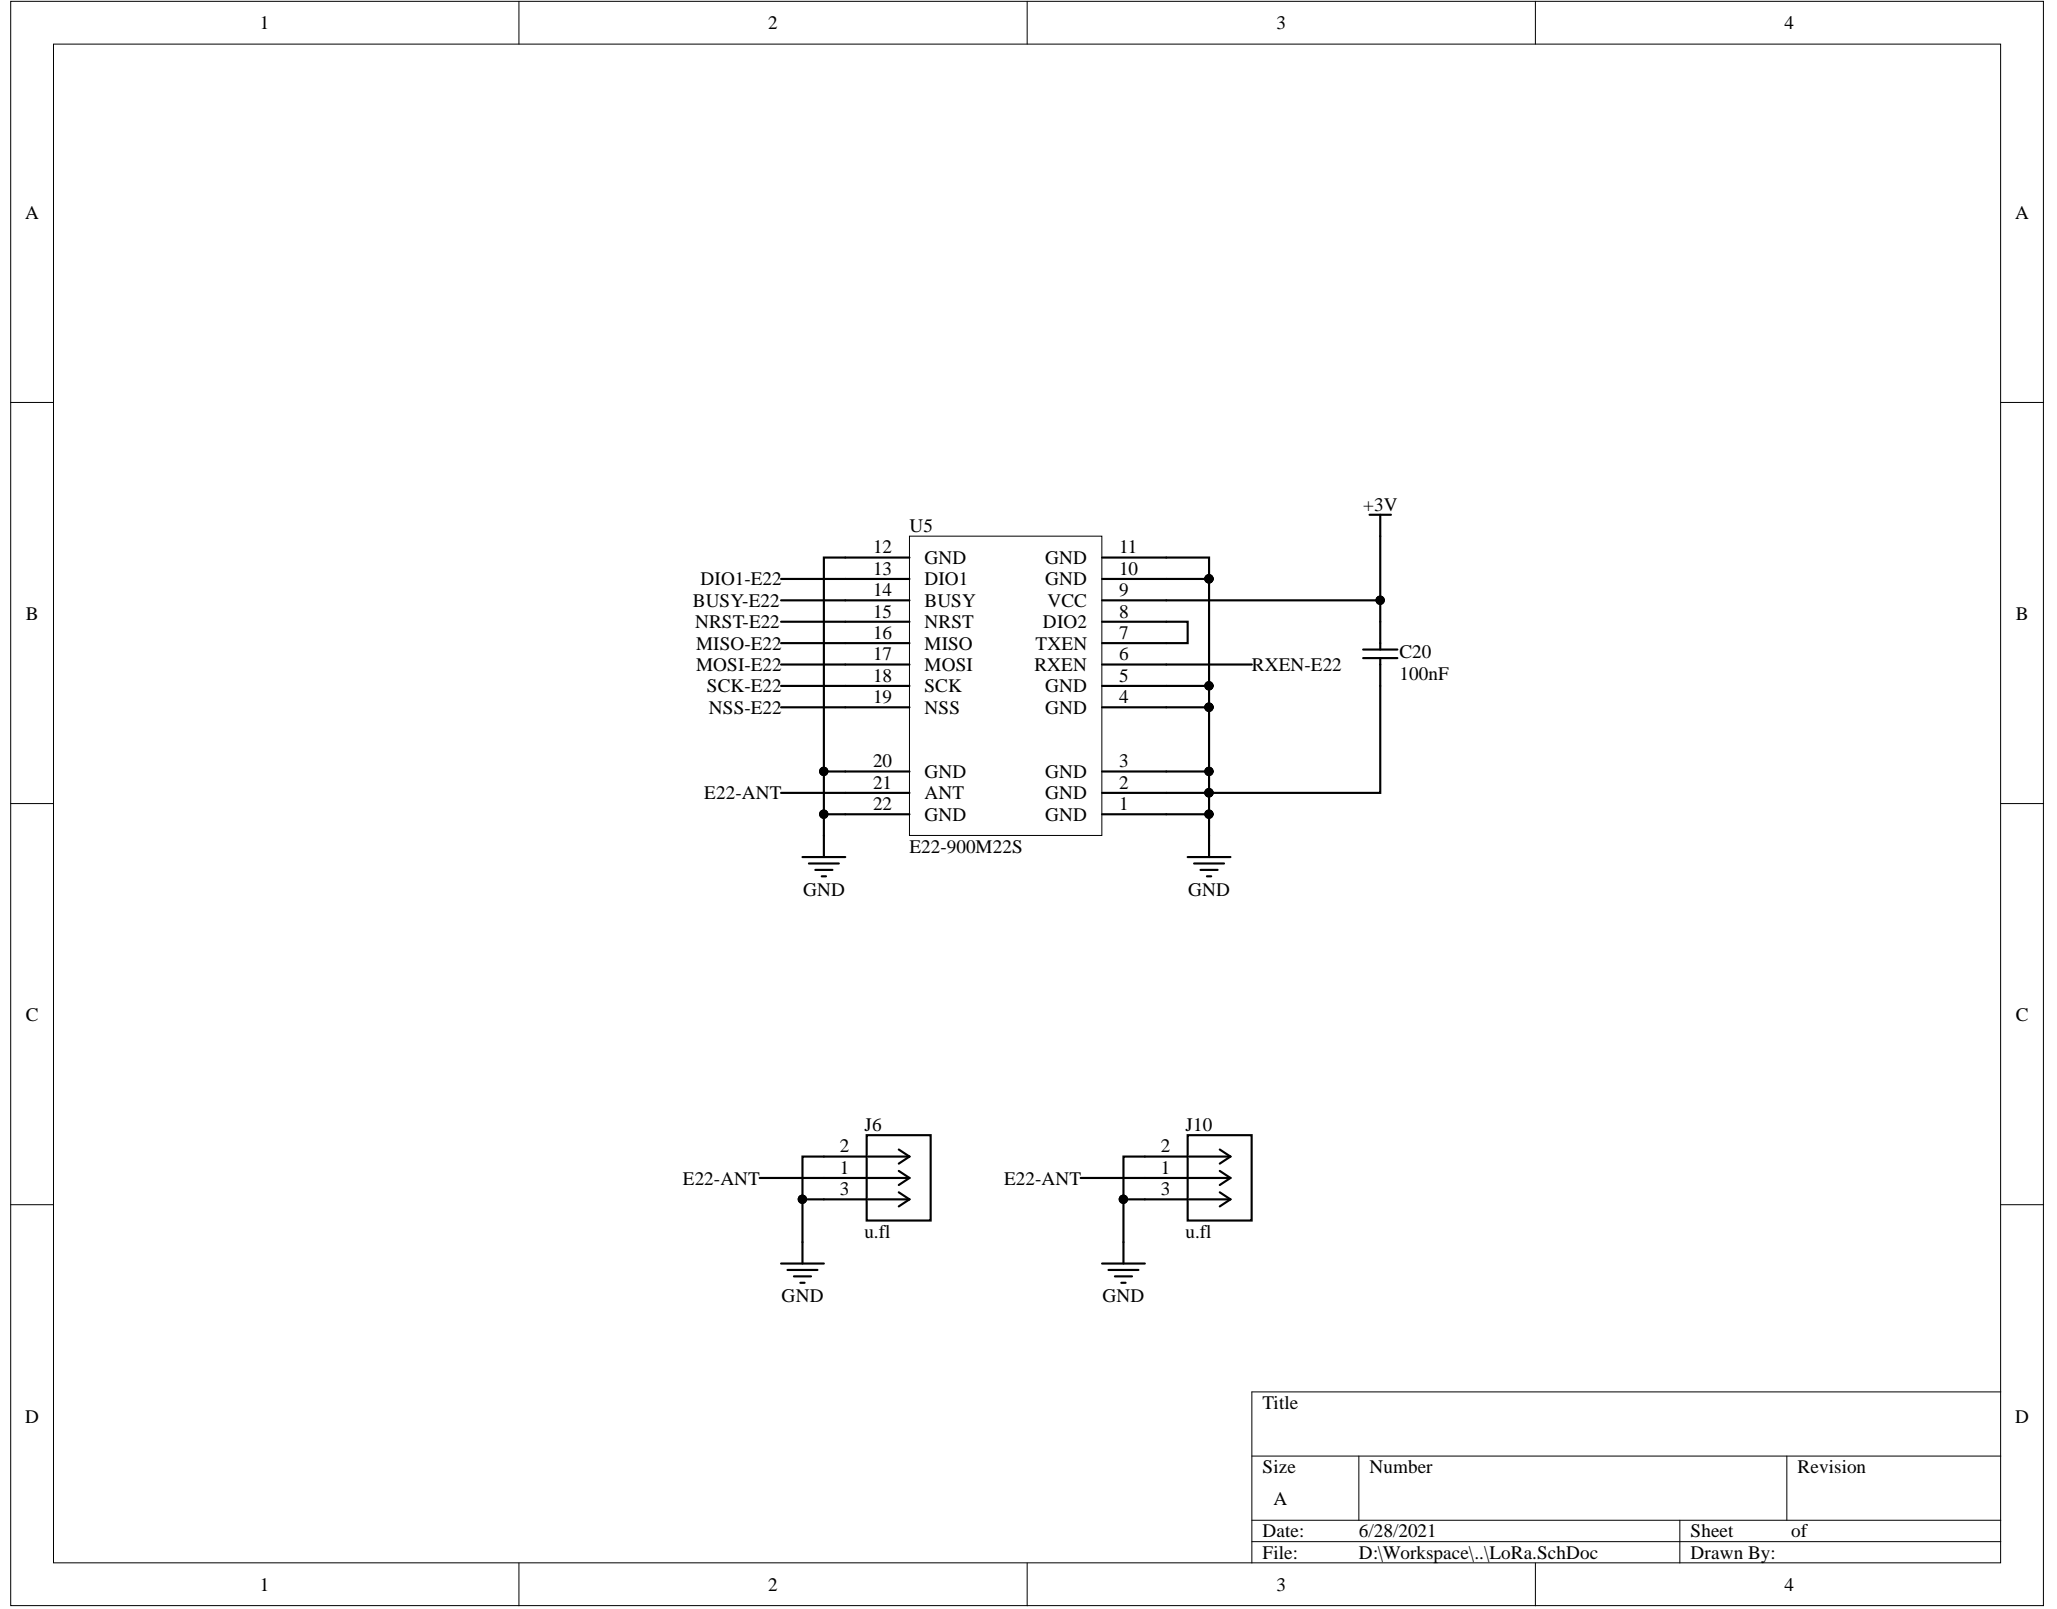 1 2 3 4
A A
+3V
U5
12 GND GND 11
DIO1-E22 13 DIO1 GND 10
BUSY-E22 14 BUSY VCC 9
NRST-E22 15 NRST DIO2 8
MISO-E22 16 MISO TXEN 7
MOSI-E22 17 MOSI RXEN 6 RXEN-E22
SCK-E22 18 SCK GND 5
NSS-E22 19 NSS GND 4
C20
100nF
B B
20 GND GND 3
E22-ANT 21 ANT GND 2
22 GND GND 1
E22-900M22S
GND GND
C C
J6 J10
2 2
E22-ANT 1 E22-ANT 1
3 3
u.fl u.fl
GND GND
D D
Title
Size Number Revision
A
Date: 6/28/2021 Sheet of
File: D:\Workspace\..\LoRa.SchDoc Drawn By:
1 2 3 4